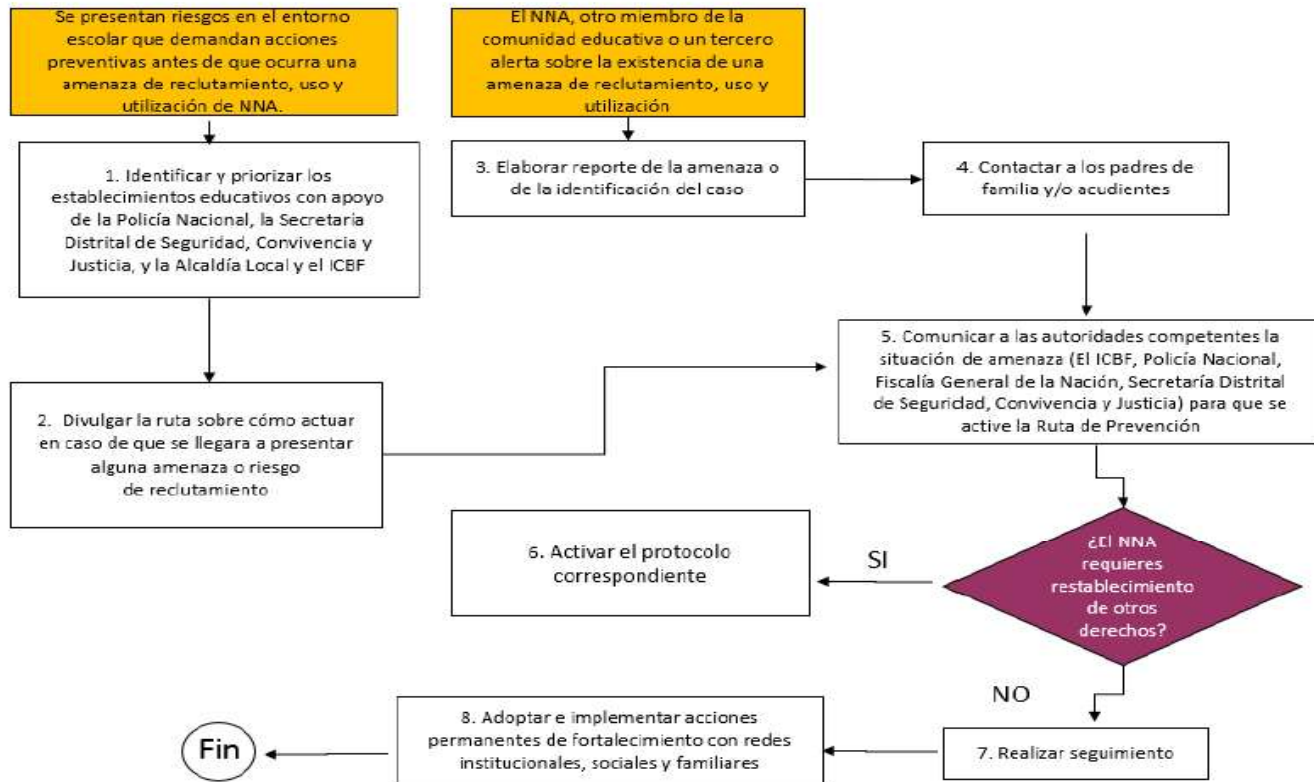 Se presentan riesgos en el entorno
escolar que demandan acciones
preventivas antes de que ocurra una
amenaza de reclutamiento, uso y
utilización de NNA.
1. Identificar y priorizar los
establecimientos educativos con apoyo
de la Policía Nacional, la Secretaría
Distrital de Seguridad, Convivencia y
Justicia, y la Alcaldía Local y el ICBF
2. Divulgar la ruta sobre cómo actuar
en caso de que se llegara a presentar
alguna amenaza o riesgo
de reclutamiento
El NNA, otro miembro de la
comunidad educativa o un tercero
alerta sobre la existencia de una
amenaza de reclutamiento, uso y
utilización
3. Elaborar reporte de la amenaza o
de la identificación del caso
4. Contactar a los padres de
familia y/o acudientes
5. Comunicar a las autoridades competentes la
situación de amenaza (El ICBF, Policía Nacional,
Fiscalía General de la Nación, Secretaría Distrital
de Seguridad, Convivencia y Justicia) para que se
active la Ruta de Prevención
¿El NNA
requieres
restablecimiento
de otros
derechos?
SI
6. Activar el protocolo
correspondiente
NO
7. Realizar seguimiento
8. Adoptar e implementar acciones
permanentes de fortalecimiento con redes
institucionales, sociales y familiares
Fin